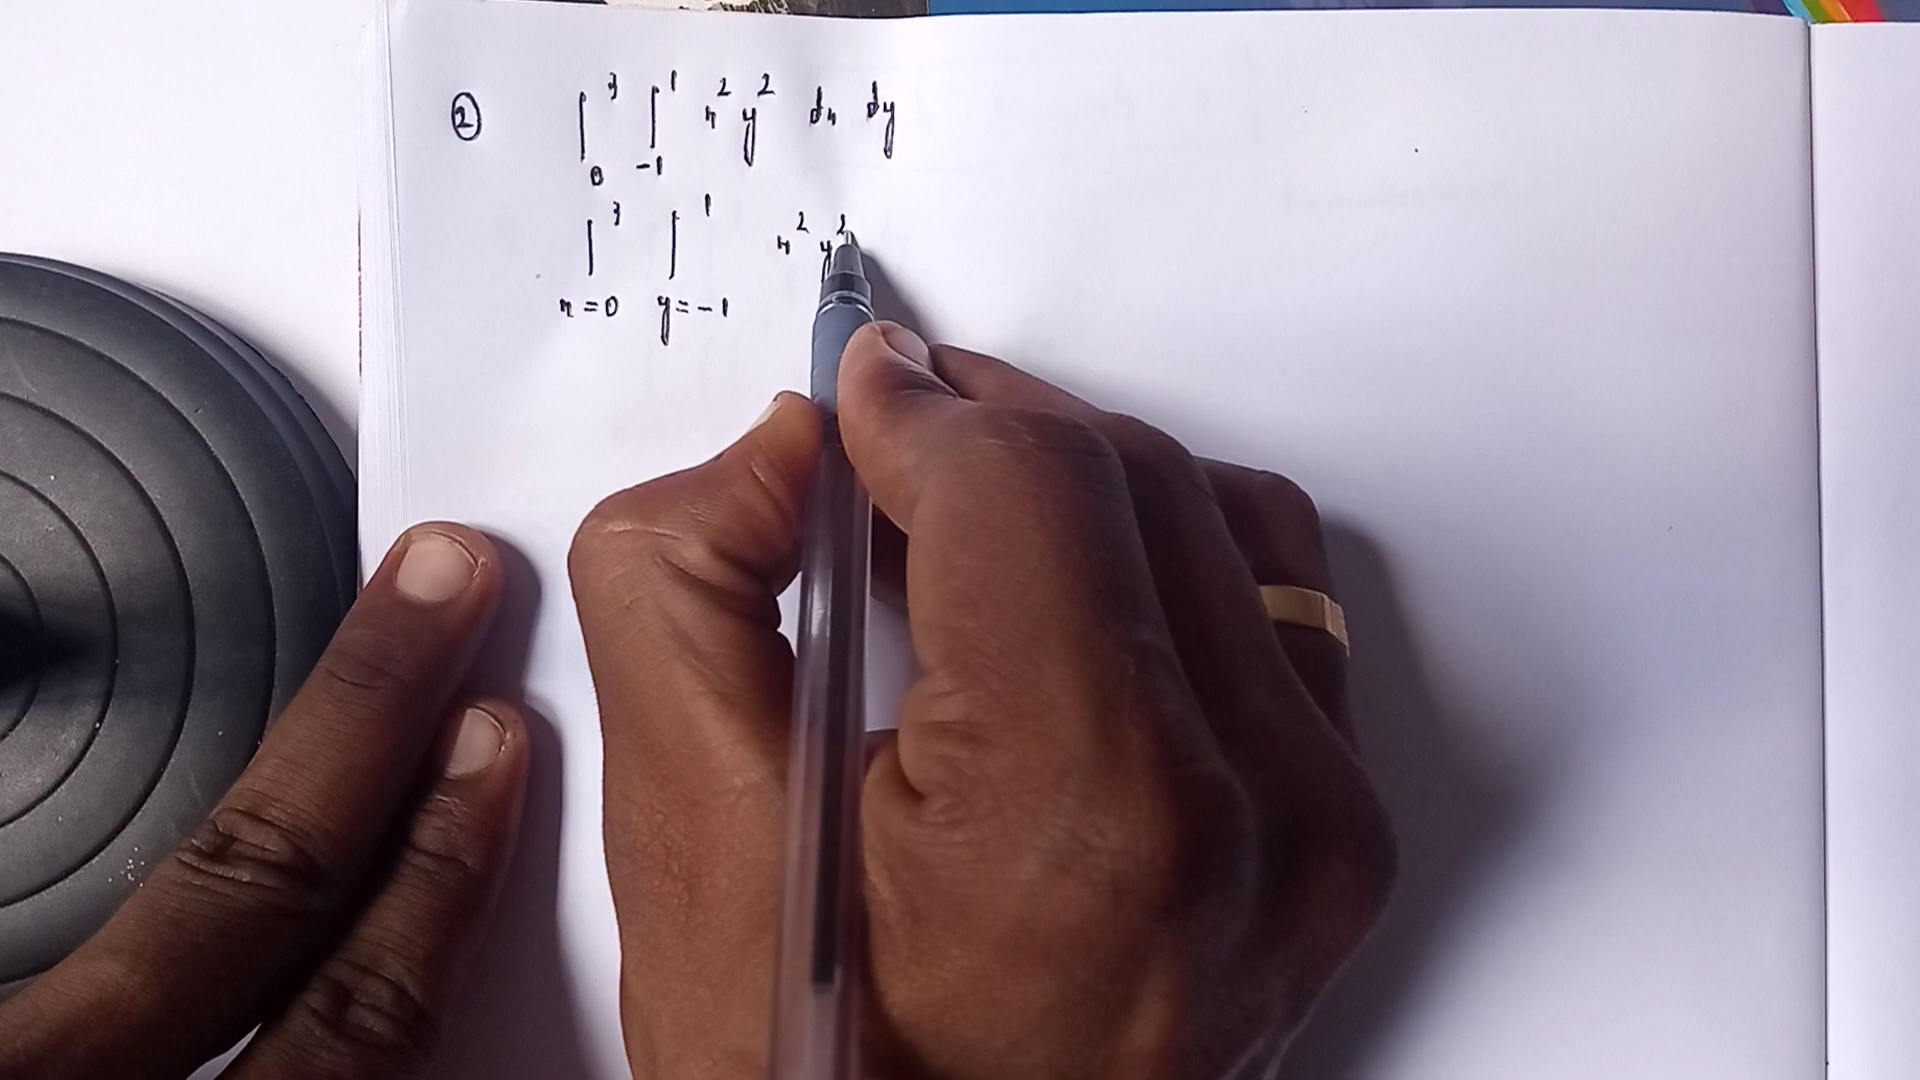 ② ∫₀³ ∫₋₁¹ x² y² dx dy
∫ₓ₌₀³ ∫ᵧ₌₋₁¹ x² y²